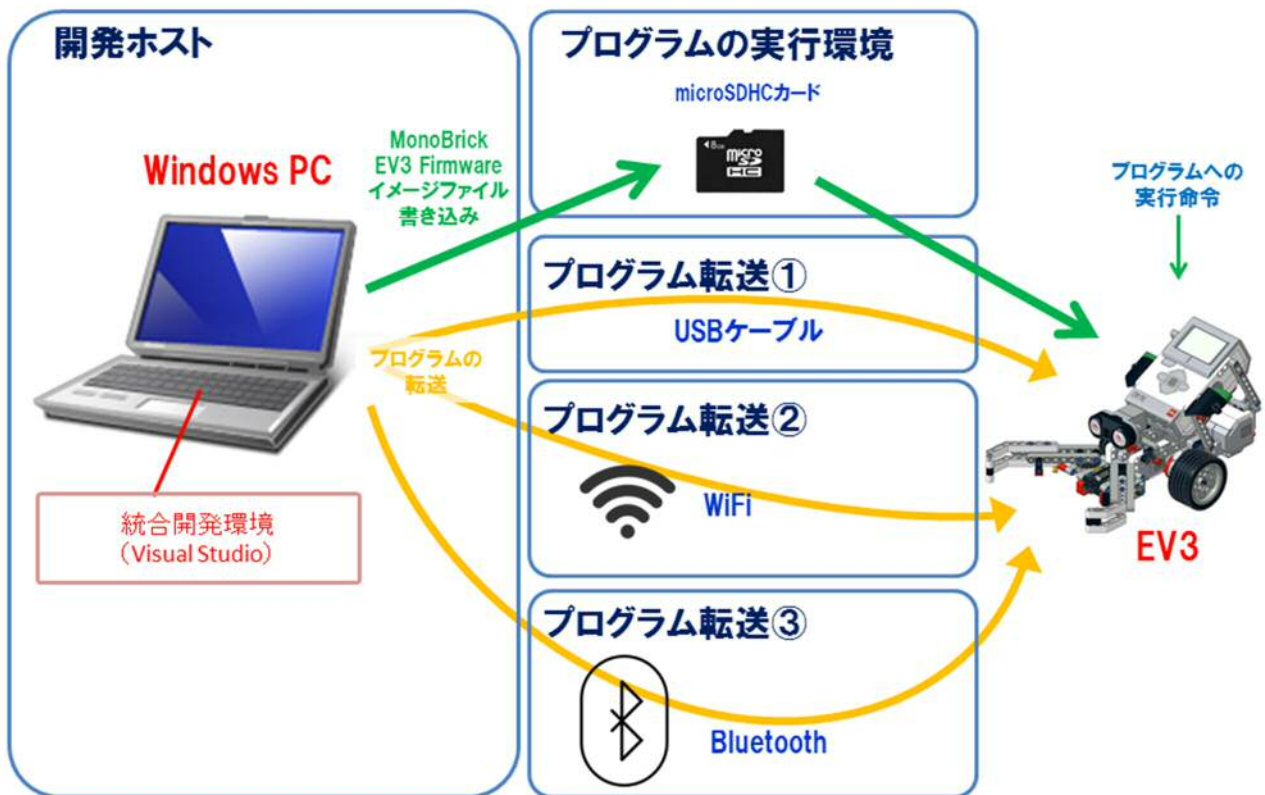 開発ホスト
Windows PC
MonoBrick
EV3 Firmware
イメージファイル
書き込み
統合開発環境
（Visual Studio）
プログラムの
転送
プログラムの実行環境
microSDHCカード
8GB
micro
SD
HC
プログラム転送①
USBケーブル
プログラム転送②
WiFi
プログラム転送③
Bluetooth
プログラムへの
実行命令
EV3